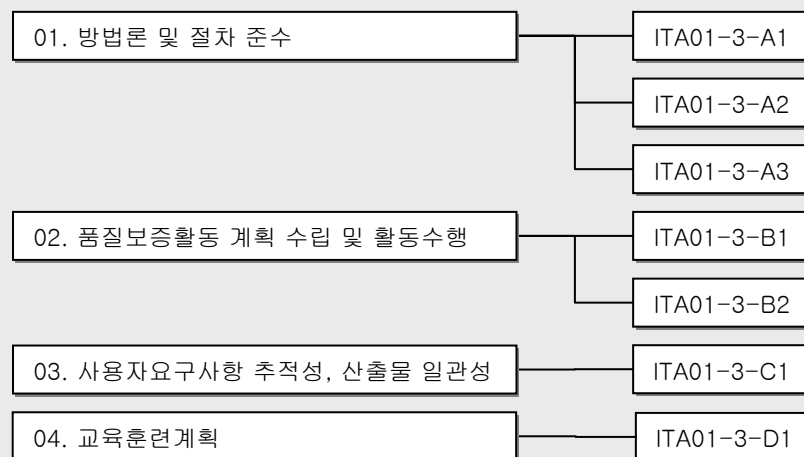 01. 방법론 및 절차 준수
ITA01-3-A1
ITA01-3-A2
ITA01-3-A3
02. 품질보증활동 계획 수립 및 활동수행
ITA01-3-B1
ITA01-3-B2
03. 사용자요구사항 추적성, 산출물 일관성
ITA01-3-C1
04. 교육훈련계획
ITA01-3-D1